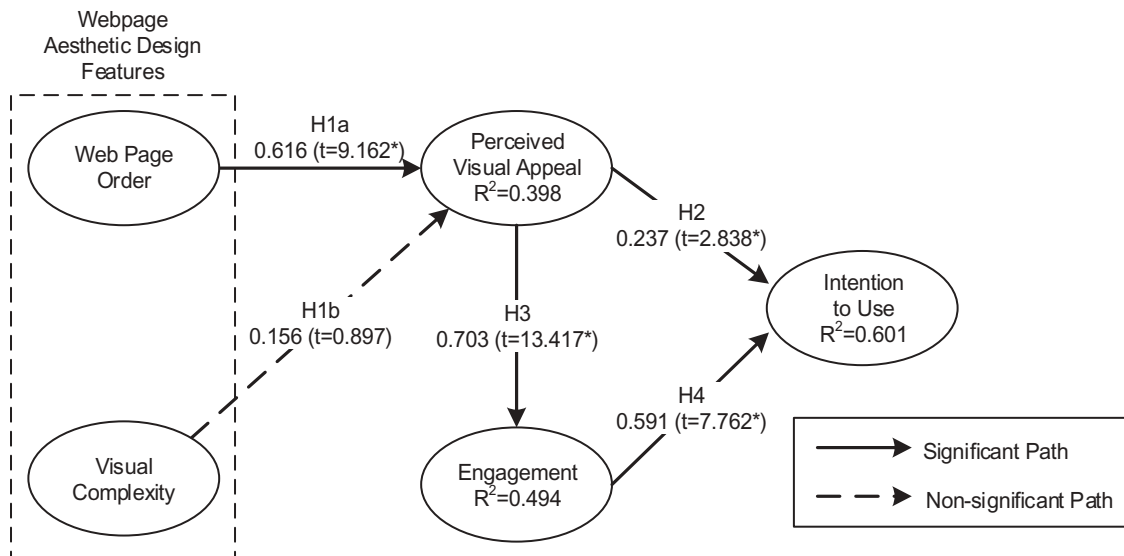 Webpage
Aesthetic Design
Features
Web Page
Order
H1a
0.616 (t=9.162*)
Perceived
Visual Appeal
R²=0.398
H2
0.237 (t=2.838*)
Intention
to Use
R²=0.601
H1b
0.156 (t=0.897)
H3
0.703 (t=13.417*)
H4
0.591 (t=7.762*)
Visual
Complexity
Engagement
R²=0.494
Significant Path
Non-significant Path